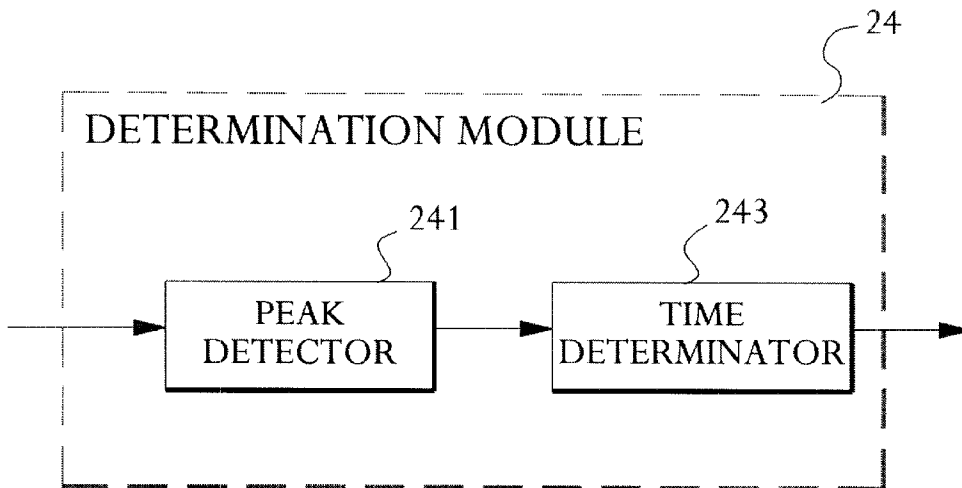 24
DETERMINATION MODULE
241
243
PEAK
DETECTOR
TIME
DETERMINATOR